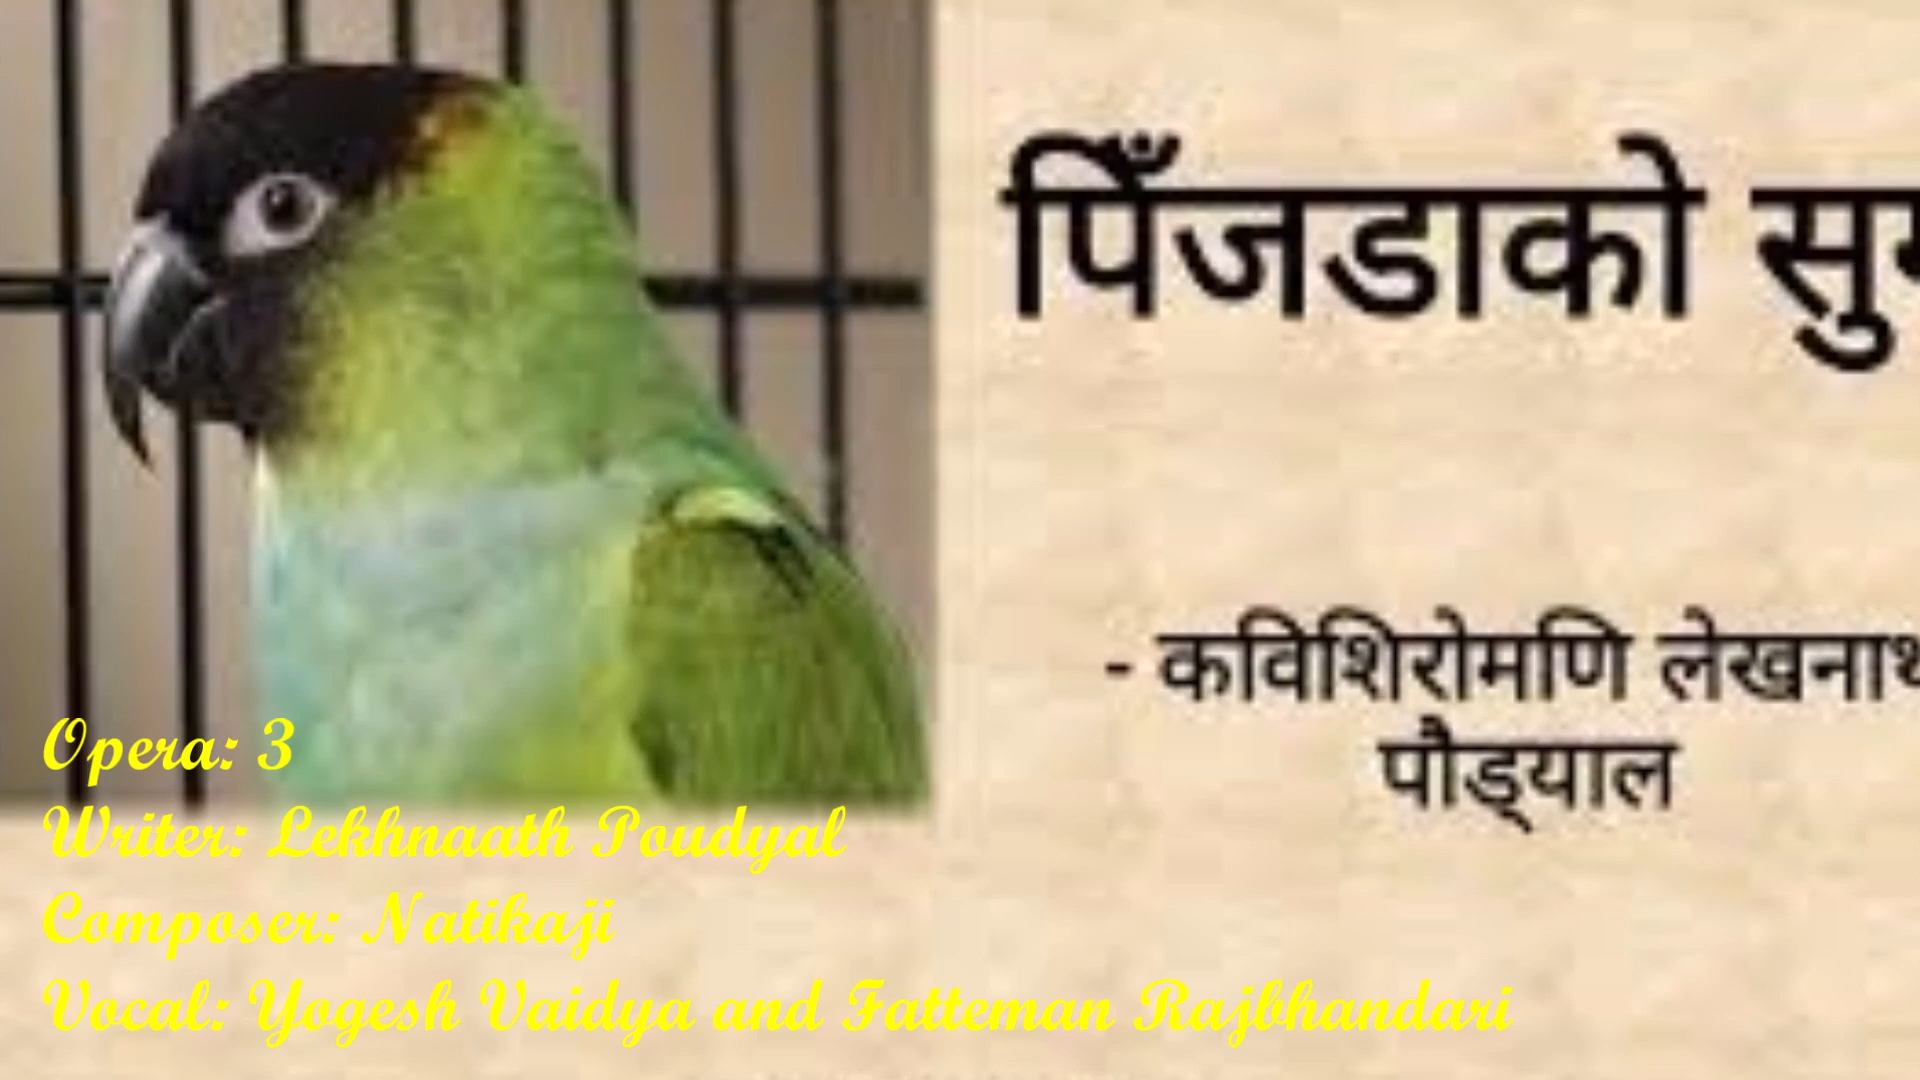 पिँजडाको
- कविशिरोमणि लेखनाथ
पौड्याल
Opera: 3
Writer: Lekhnaath Poudyal
Composer: Natikaji
Vocal: Yogesh Vaidya and Fatteman Rajbhandari